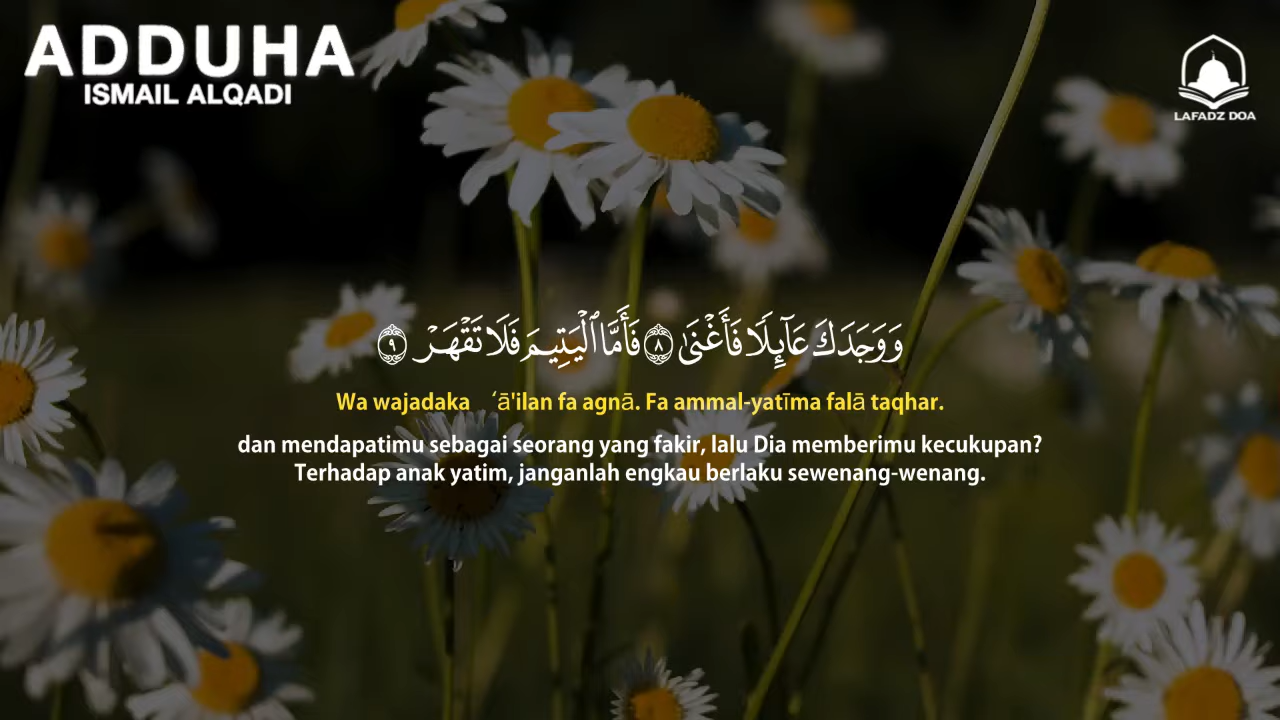 ADDUHA
ISMAIL ALQADI
LAFADZ DOA
وَوَجَدَكَ عَآئِلًا فَأَغْنَىٰ ٨ فَأَمَّا ٱلْيَتِيمَ فَلَا تَقْهَرْ ٩
Wa wajadaka ‘ā'ilan fa agnā. Fa ammal-yatīma falā taqhar.
dan mendapatimu sebagai seorang yang fakir, lalu Dia memberimu kecukupan?
Terhadap anak yatim, janganlah engkau berlaku sewenang-wenang.